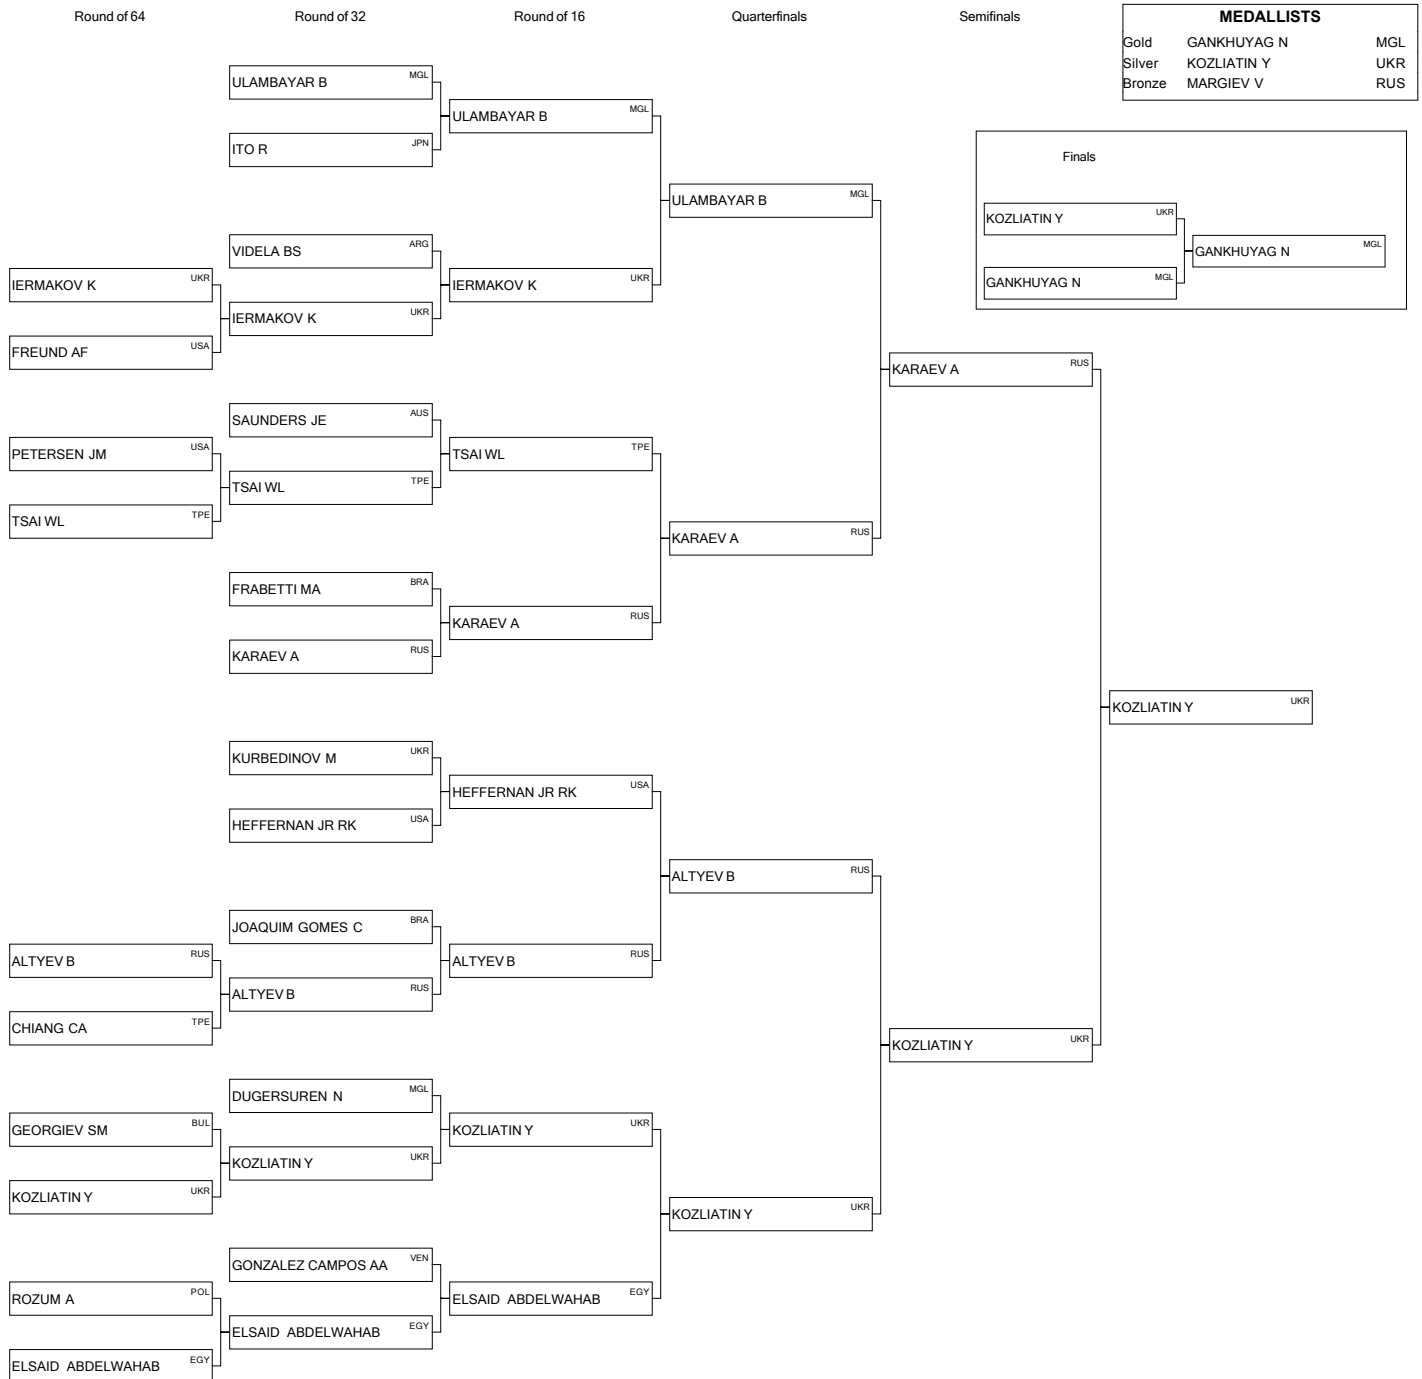 Round of 64 Round of 32 Round of 16 Quarterfinals Semifinals
MEDALLISTS
Gold GANKHUYAG N MGL
Silver KOZLIATIN Y UKR
Bronze MARGIEV V RUS
Finals
KOZLIATIN Y UKR
GANKHUYAG N MGL
GANKHUYAG N MGL
IERMAKOV K UKR
FREUND AF USA
PETERSEN JM USA
TSAI WL TPE
ALTYEV B RUS
CHIANG CA TPE
GEORGIEV SM BUL
KOZLIATIN Y UKR
ROZUM A POL
ELSAID ABDELWAHAB EGY
ULAMBAYAR B MGL
ITO R JPN
VIDELA BS ARG
IERMAKOV K UKR
SAUNDERS JE AUS
TSAI WL TPE
FRABETTI MA BRA
KARAEV A RUS
KURBEDINOV M UKR
HEFFERNAN JR RK USA
JOAQUIM GOMES C BRA
ALTYEV B RUS
DUGERSUREN N MGL
KOZLIATIN Y UKR
GONZALEZ CAMPOS AA VEN
ELSAID ABDELWAHAB EGY
ULAMBAYAR B MGL
IERMAKOV K UKR
TSAI WL TPE
KARAEV A RUS
HEFFERNAN JR RK USA
ALTYEV B RUS
KOZLIATIN Y UKR
ELSAID ABDELWAHAB EGY
ULAMBAYAR B MGL
KARAEV A RUS
ALTYEV B RUS
KOZLIATIN Y UKR
KARAEV A RUS
KOZLIATIN Y UKR
KOZLIATIN Y UKR